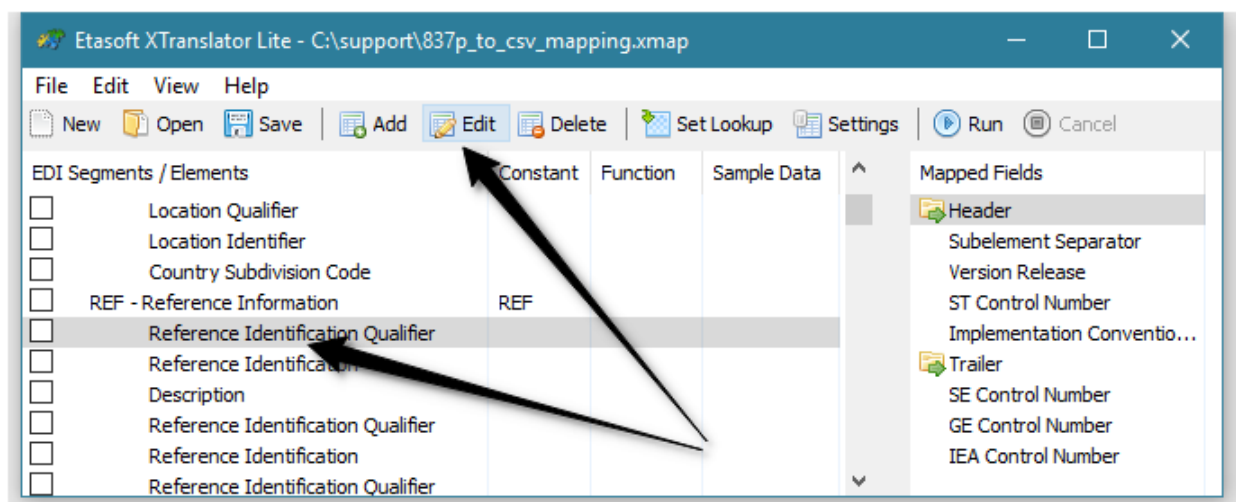 Etasoft XTranslator Lite - C:\support\837p_to_csv_mapping.xmap
File Edit View Help
New Open Save Add Edit Delete Set Lookup Settings Run Cancel
EDI Segments / Elements Constant Function Sample Data Mapped Fields
Location Qualifier Header
Location Identifier Subelement Separator
Country Subdivision Code Version Release
REF - Reference Information REF ST Control Number
Reference Identification Qualifier Implementation Conventio...
Reference Trailer
Description SE Control Number
Reference Identification Qualifier GE Control Number
Reference Identification IEA Control Number
Reference Identification Qualifier